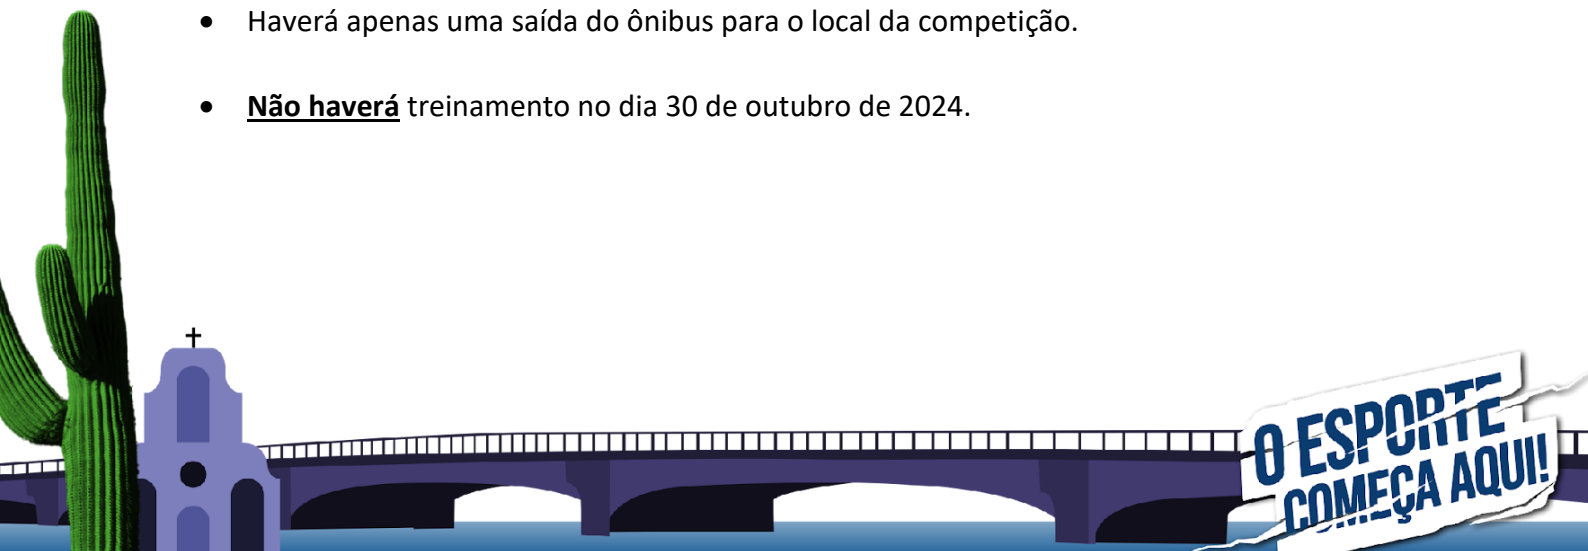 • Haverá apenas uma saída do ônibus para o local da competição.
• Não haverá treinamento no dia 30 de outubro de 2024.
O ESPORTE
COMEÇA AQUI!